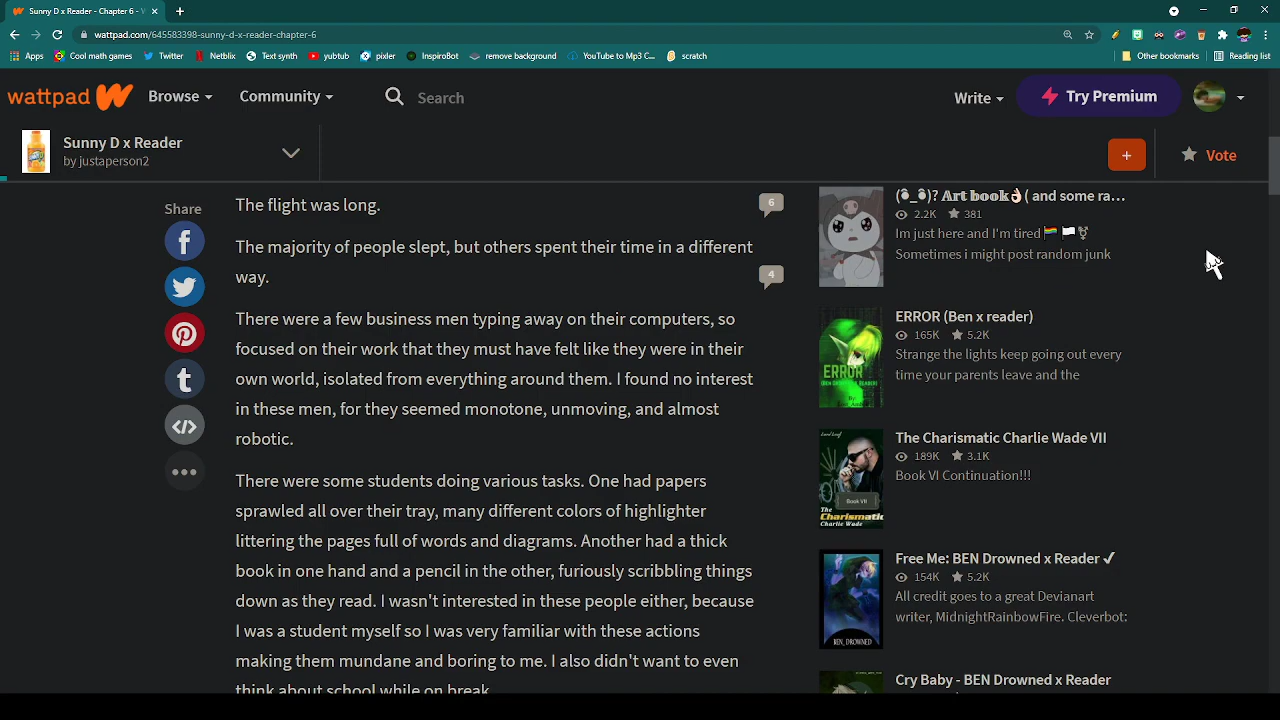 Sunny D x Reader - Chapter 6 - V
wattpad.com/645583398-sunny-d-x-reader-chapter-6
Apps
Cool math games
Twitter
Netblix
Text synth
yubtub
pixler
InspiroBot
remove background
YouTube to Mp3 C...
scratch
Other bookmarks
Reading list
wattpad
Browse
Community
Search
Write
Try Premium
Sunny D x Reader
by justaperson2
Vote
Share
The flight was long.
6
The majority of people slept, but others spent their time in a different
way.
4
There were a few business men typing away on their computers, so
focused on their work that they must have felt like they were in their
own world, isolated from everything around them. I found no interest
in these men, for they seemed monotone, unmoving, and almost
robotic.
There were some students doing various tasks. One had papers
sprawled all over their tray, many different colors of highlighter
littering the pages full of words and diagrams. Another had a thick
book in one hand and a pencil in the other, furiously scribbling things
down as they read. I wasn't interested in these people either, because
I was a student myself so I was very familiar with these actions
making them mundane and boring to me. I also didn't want to even
think about school while on break.
(ô_ô)? 𝔸𝕣𝕥 𝕓𝕠𝕠𝕜👌🏻( and some ra...
2.2K 381
Im just here and I'm tired🏳️‍🌈🏳⚧
Sometimes i might post random junk
ERROR (Ben x reader)
165K 5.2K
Strange the lights keep going out every
time your parents leave and the
ERROR
The Charismatic Charlie Wade VII
189K 3.1K
Book VI Continuation!!!
Book VII
The
Charismatic
Charlie Wade
Free Me: BEN Drowned x Reader ✓
154K 5.2K
All credit goes to a great Devianart
writer, MidnightRainbowFire. Cleverbot:
BEN_DROWNED
Cry Baby - BEN Drowned x Reader